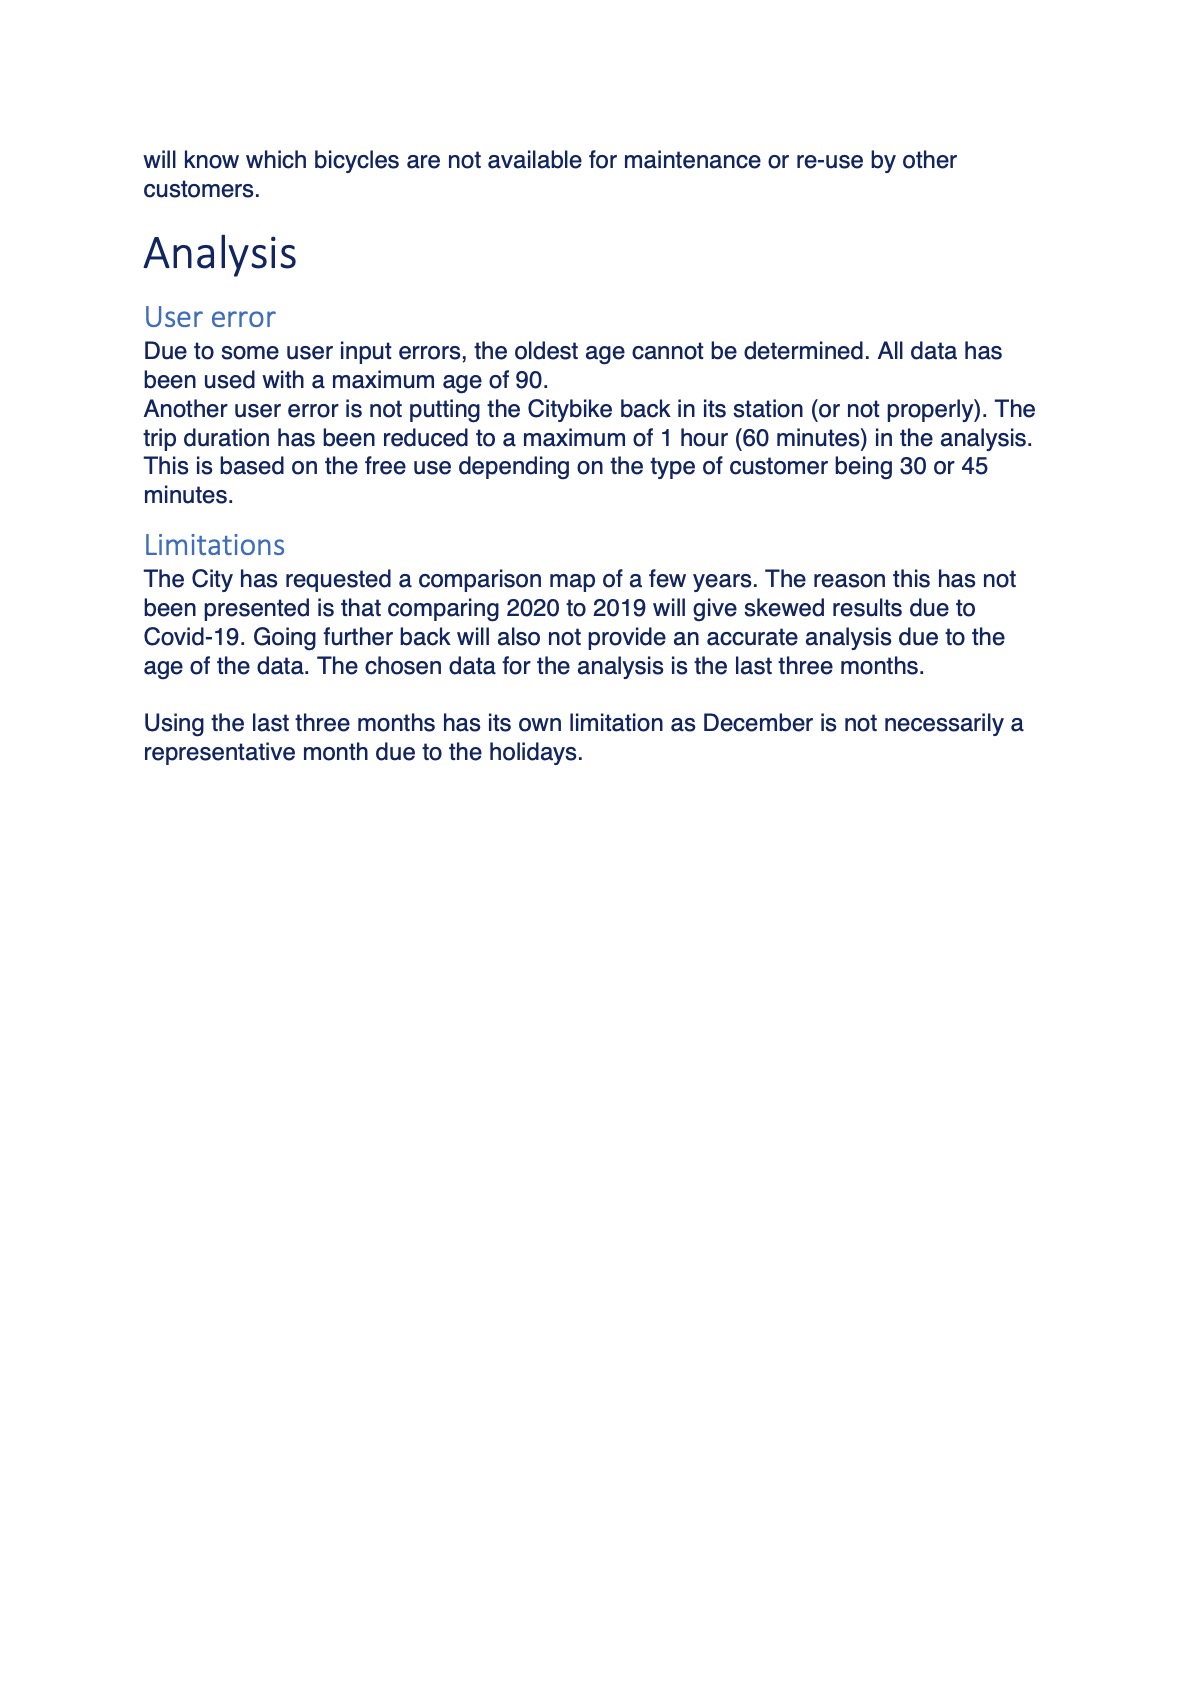 will know which bicycles are not available for maintenance or re-use by other
customers.
Analysis
User error
Due to some user input errors, the oldest age cannot be determined. All data has
been used with a maximum age of 90.
Another user error is not putting the Citybike back in its station (or not properly). The
trip duration has been reduced to a maximum of 1 hour (60 minutes) in the analysis.
This is based on the free use depending on the type of customer being 30 or 45
minutes.
Limitations
The City has requested a comparison map of a few years. The reason this has not
been presented is that comparing 2020 to 2019 will give skewed results due to
Covid-19. Going further back will also not provide an accurate analysis due to the
age of the data. The chosen data for the analysis is the last three months.
Using the last three months has its own limitation as December is not necessarily a
representative month due to the holidays.